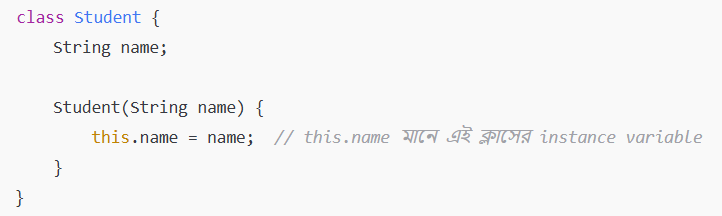 class Student {
    String name;

    Student(String name) {
        this.name = name;  // this.name মানে এই ক্লাসের instance variable
    }
}